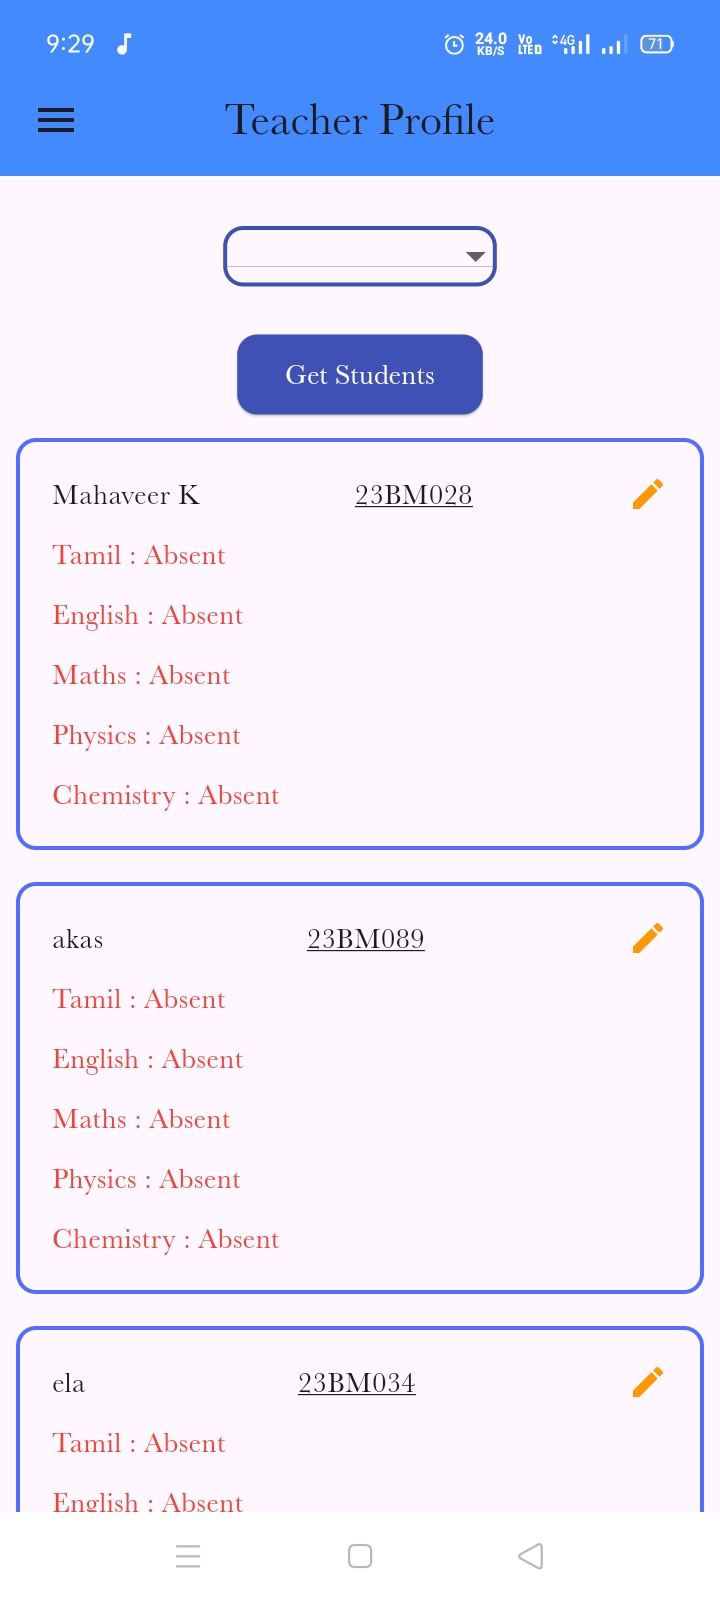 9:29 24.0 KB/S Vo LTE D 4G 71
Teacher Profile
Get Students
Mahaveer K 23BM028
Tamil : Absent
English : Absent
Maths : Absent
Physics : Absent
Chemistry : Absent
akas 23BM089
Tamil : Absent
English : Absent
Maths : Absent
Physics : Absent
Chemistry : Absent
ela 23BM034
Tamil : Absent
English : Absent